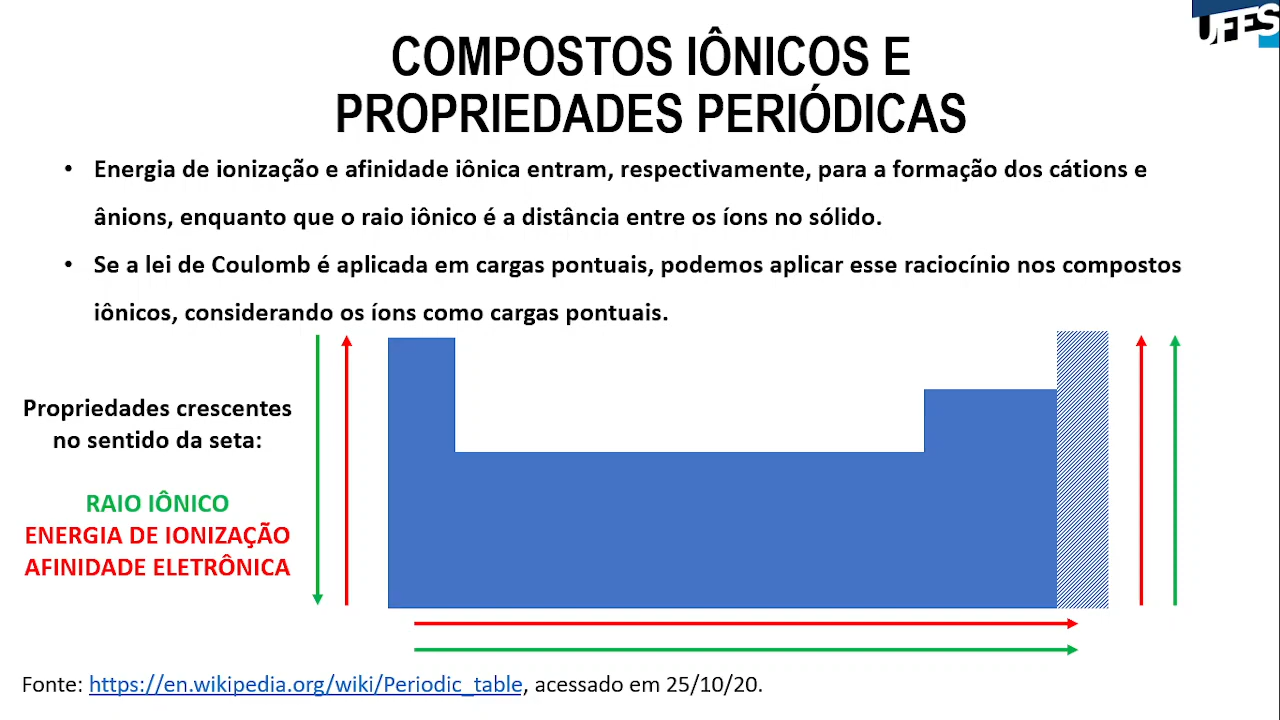 UFES
COMPOSTOS IÔNICOS E
PROPRIEDADES PERIÓDICAS
• Energia de ionização e afinidade iônica entram, respectivamente, para a formação dos cátions e
ânions, enquanto que o raio iônico é a distância entre os íons no sólido.
• Se a lei de Coulomb é aplicada em cargas pontuais, podemos aplicar esse raciocínio nos compostos
iônicos, considerando os íons como cargas pontuais.
Propriedades crescentes
no sentido da seta:
RAIO IÔNICO
ENERGIA DE IONIZAÇÃO
AFINIDADE ELETRÔNICA
Fonte: https://en.wikipedia.org/wiki/Periodic_table, acessado em 25/10/20.